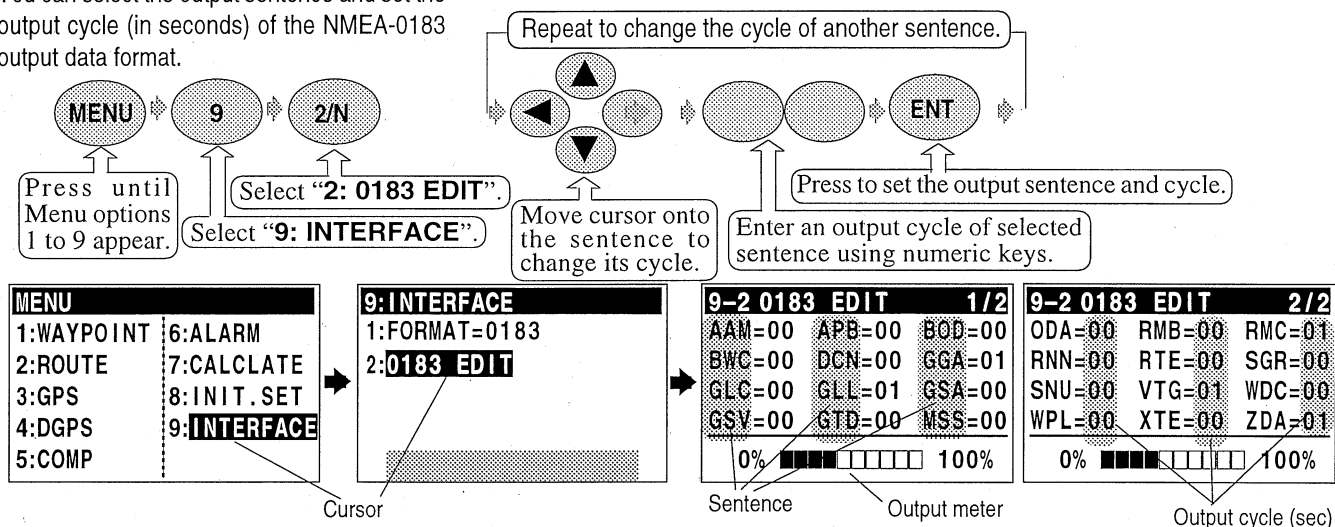 You can select the output sentence and set the
output cycle (in seconds) of the NMEA-0183
output data format.
Repeat to change the cycle of another sentence.
MENU 9 2/N ENT
Press until
Menu options
1 to 9 appear.
Select “2: 0183 EDIT”.
Select “9: INTERFACE”.
Move cursor onto
the sentence to
change its cycle.
Press to set the output sentence and cycle.
Enter an output cycle of selected
sentence using numeric keys.
MENU
1:WAYPOINT 6:ALARM
2:ROUTE 7:CALCLATE
3:GPS 8:INIT.SET
4:DGPS 9:INTERFACE
5:COMP
9:INTERFACE
1:FORMAT=0183
2:0183 EDIT
Cursor
9–2 0183 EDIT 1/2
AAM=00 APB=00 BOD=00
BWC=00 DCN=00 GGA=01
GLC=00 GLL=01 GSA=00
GSV=00 GTD=00 MSS=00
0% 100%
Sentence
Output meter
9–2 0183 EDIT 2/2
ODA=00 RMB=00 RMC=01
RNN=00 RTE=00 SGR=00
SNU=00 VTG=01 WDC=00
WPL=00 XTE=00 ZDA=01
0% 100%
Output cycle (sec)